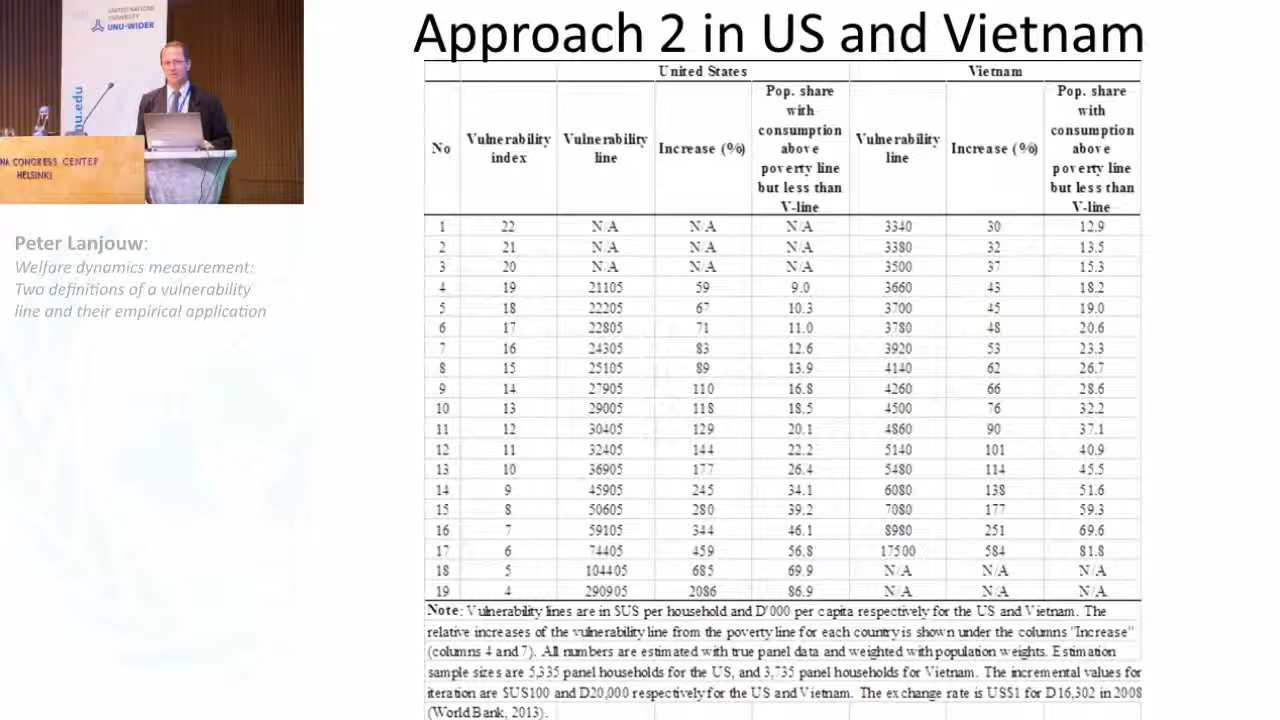 UNITED NATIONS
UNIVERSITY
UNU-WIDER
nu.edu
NA CONGRESS CENTER
HELSINKI
Peter Lanjouw:
Welfare dynamics measurement:
Two definitions of a vulnerability
line and their empirical application
Approach 2 in US and Vietnam
United States Vietnam
No Vulnerability index Vulnerability line Increase (%) Pop. share with consumption above poverty line but less than V-line Vulnerability line Increase (%) Pop. share with consumption above poverty line but less than V-line
1 22 N/A N/A N/A 3340 30 12.9
2 21 N/A N/A N/A 3380 32 13.5
3 20 N/A N/A N/A 3500 37 15.3
4 19 21105 59 9.0 3660 43 18.2
5 18 22205 67 10.3 3700 45 19.0
6 17 22805 71 11.0 3780 48 20.6
7 16 24305 83 12.6 3920 53 23.3
8 15 25105 89 13.9 4140 62 26.7
9 14 27905 110 16.8 4260 66 28.6
10 13 29005 118 18.5 4500 76 32.2
11 12 30405 129 20.1 4860 90 37.1
12 11 32405 144 22.2 5140 101 40.9
13 10 36905 177 26.4 5480 114 45.5
14 9 45905 245 34.1 6080 138 51.6
15 8 50605 280 39.2 7080 177 59.3
16 7 59105 344 46.1 8980 251 69.6
17 6 74405 459 56.8 17500 584 81.8
18 5 104405 685 69.9 N/A N/A N/A
19 4 290905 2086 86.9 N/A N/A N/A
Note: Vulnerability lines are in $US per household and D'000 per capita respectively for the US and Vietnam. The
relative increases of the vulnerability line from the poverty line for each country is shown under the columns "Increase"
(columns 4 and 7). All numbers are estimated with true panel data and weighted with population weights. Estimation
sample sizes are 5,335 panel households for the US, and 3,735 panel households for Vietnam. The incremental values for
iteration are $US100 and D20,000 respectively for the US and Vietnam. The exchange rate is US$1 for D16,302 in 2008
(World Bank, 2013).